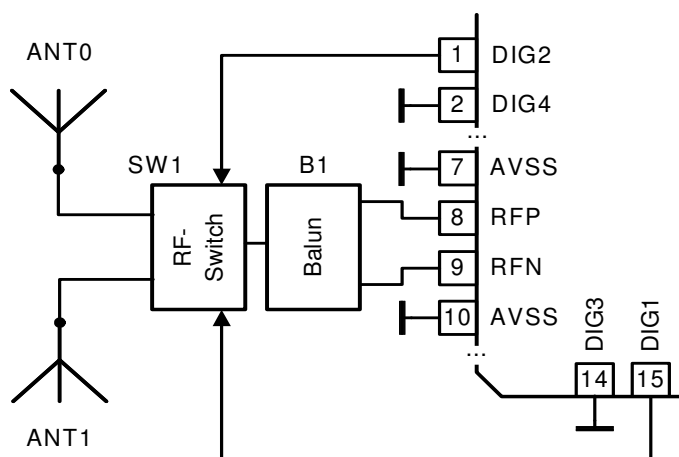 ANT0
1 DIG2
2 DIG4
...
SW1
B1
7 AVSS
RF-
Switch
Balun
8 RFP
9 RFN
10 AVSS
...
DIG3
DIG1
14
15
ANT1